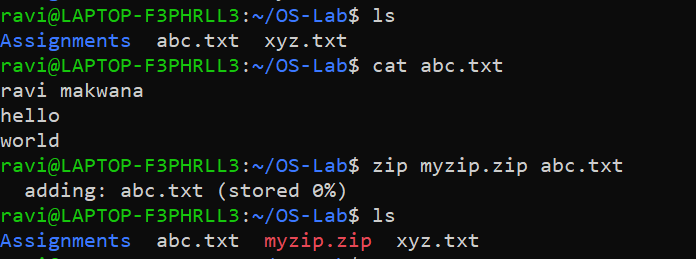 ravi@LAPTOP-F3PHRLL3:~/OS-Lab$ ls
Assignments  abc.txt  xyz.txt
ravi@LAPTOP-F3PHRLL3:~/OS-Lab$ cat abc.txt
ravi makwana
hello
world
ravi@LAPTOP-F3PHRLL3:~/OS-Lab$ zip myzip.zip abc.txt
  adding: abc.txt (stored 0%)
ravi@LAPTOP-F3PHRLL3:~/OS-Lab$ ls
Assignments  abc.txt  myzip.zip  xyz.txt